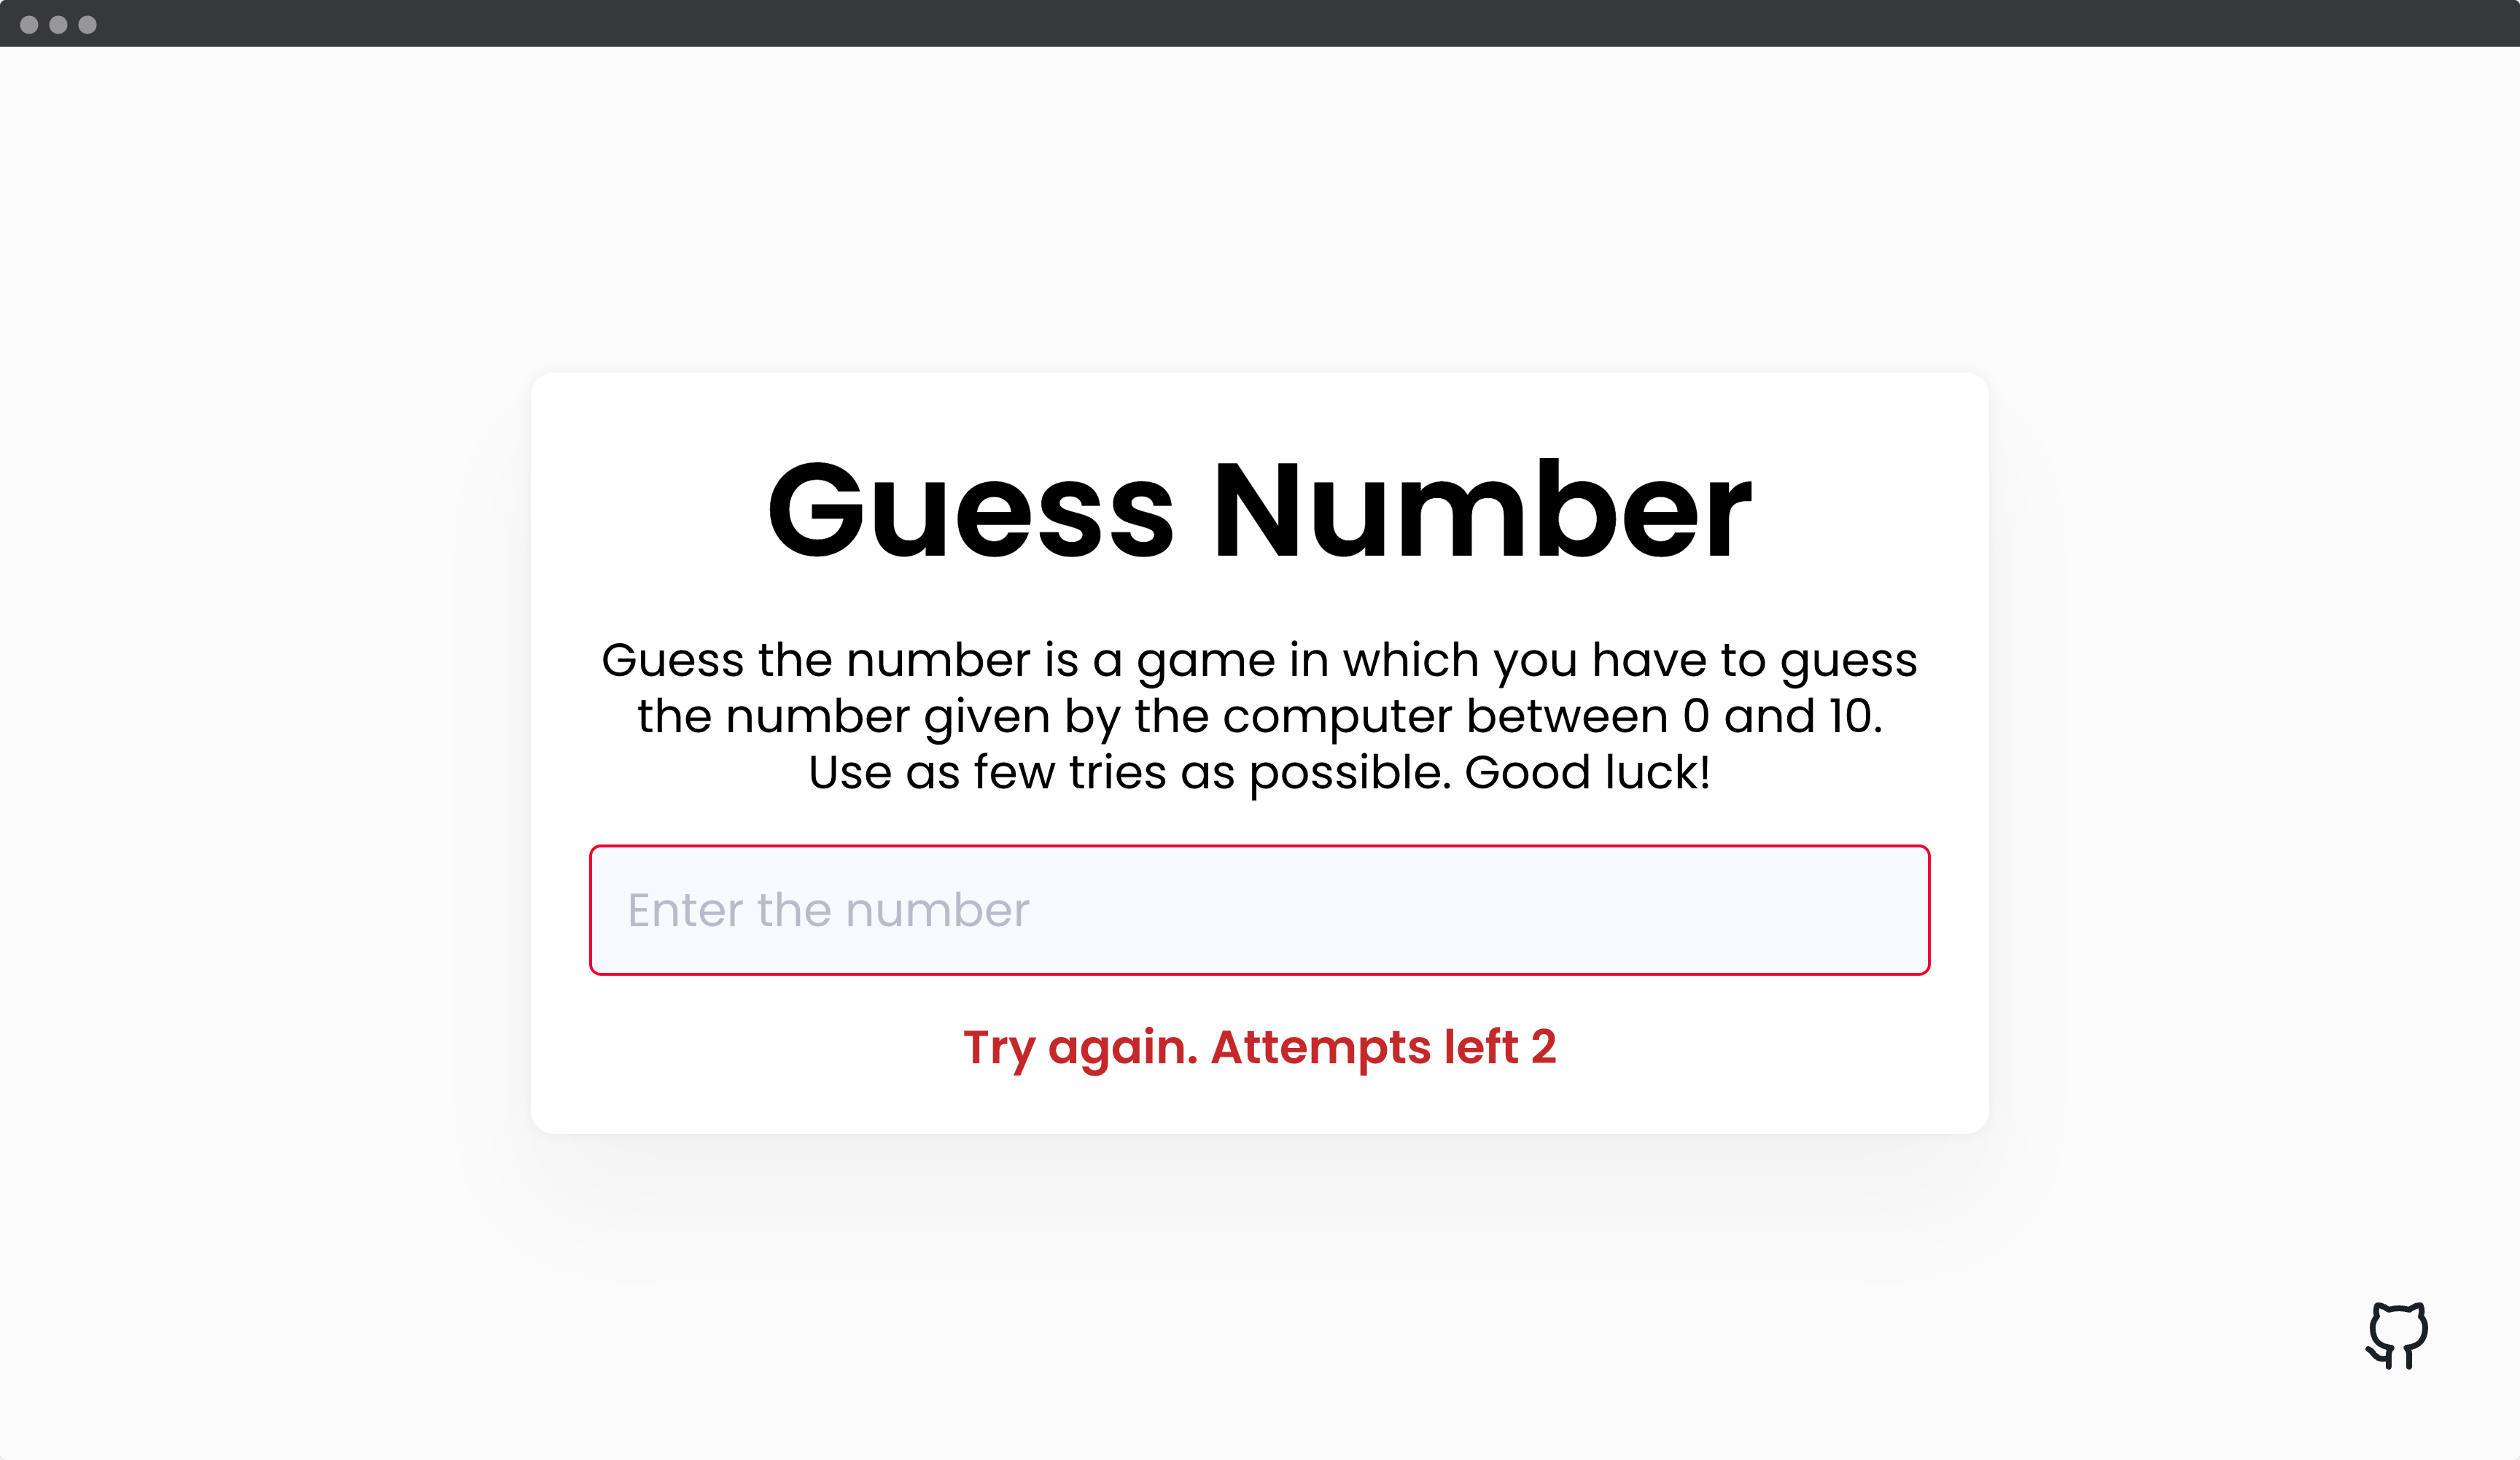 Guess Number
Guess the number is a game in which you have to guess
the number given by the computer between 0 and 10.
Use as few tries as possible. Good luck!
Enter the number
Try again. Attempts left 2